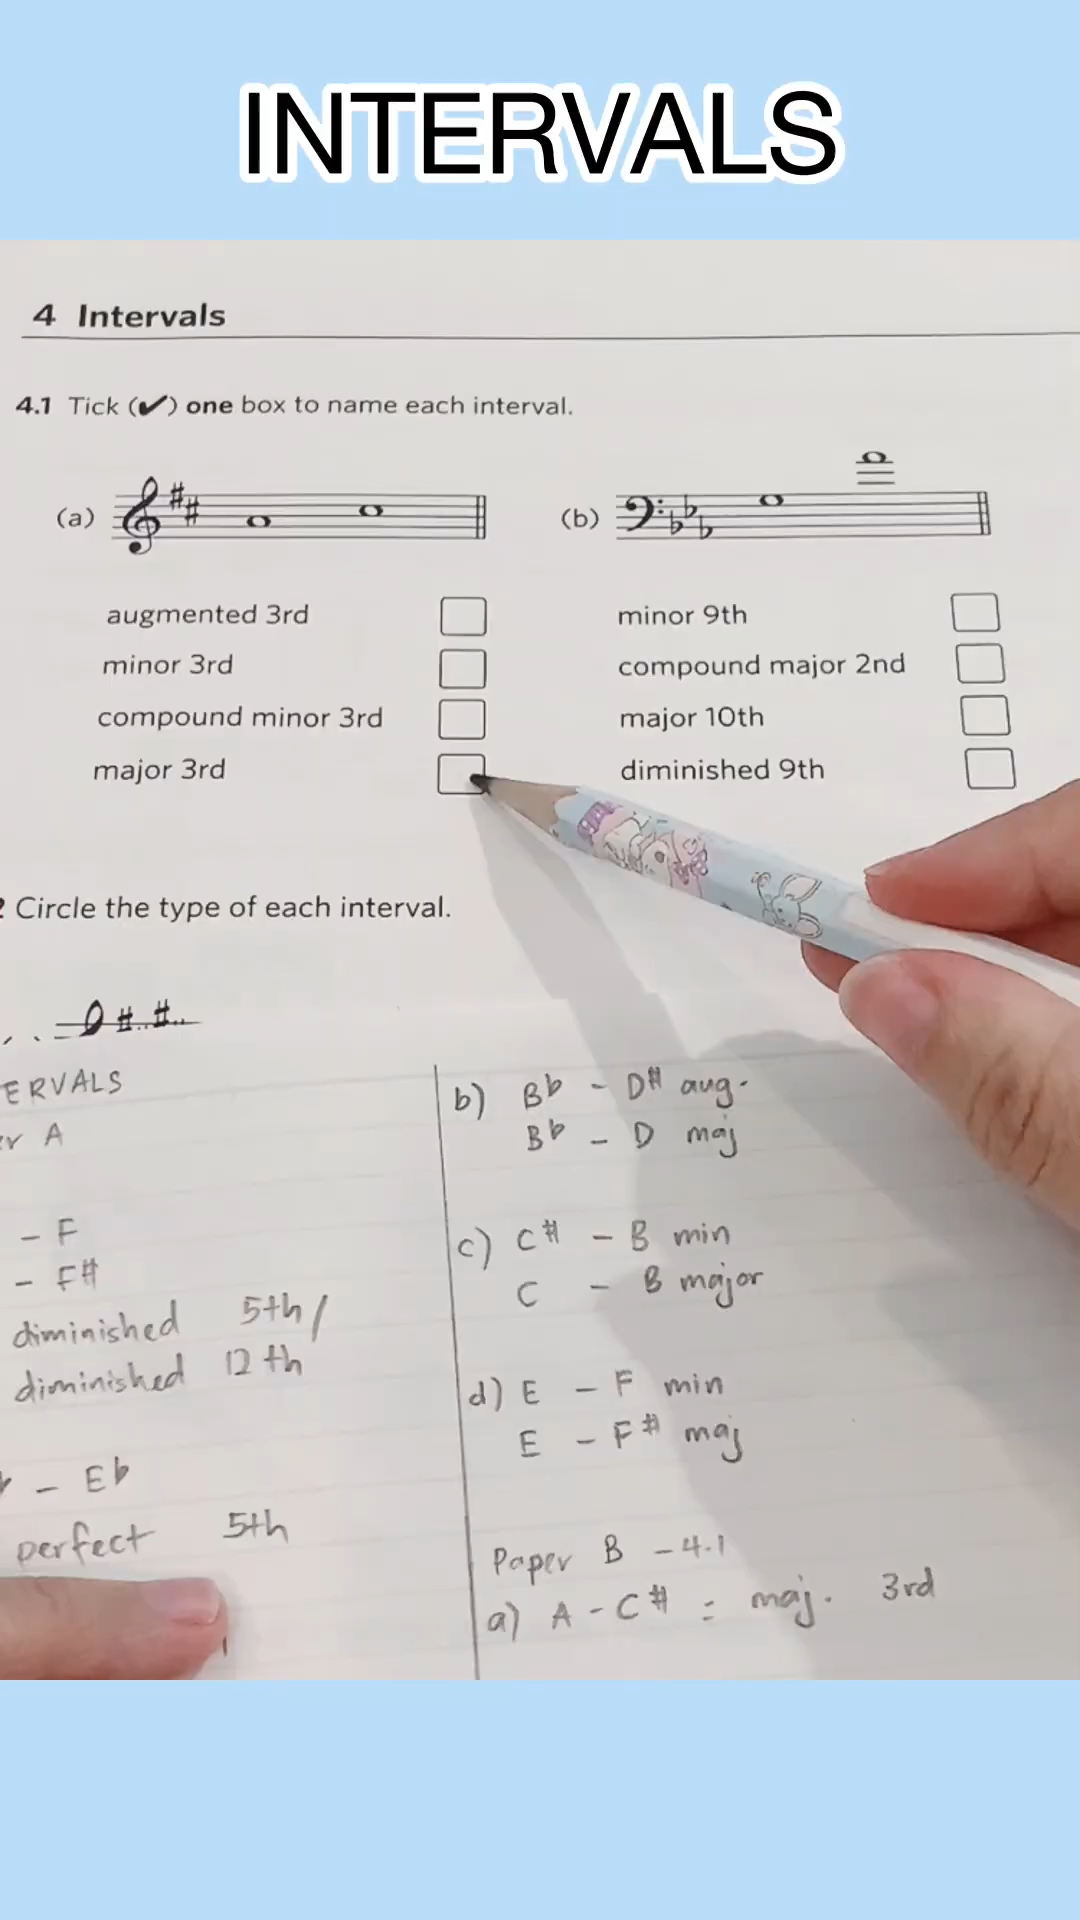 INTERVALS
4 Intervals
4.1 Tick (✔) one box to name each interval.
(a)
augmented 3rd
minor 3rd
compound minor 3rd
major 3rd
(b)
minor 9th
compound major 2nd
major 10th
diminished 9th
Circle the type of each interval.
ERVALS
A
- F
- F#
diminished 5th/
diminished 12th
- E♭
perfect 5th
b) B♭ - D# aug.
B♭ - D maj
c) C# - B min
C - B major
d) E - F min
E - F# maj
Paper B - 4.1
a) A - C# = maj. 3rd